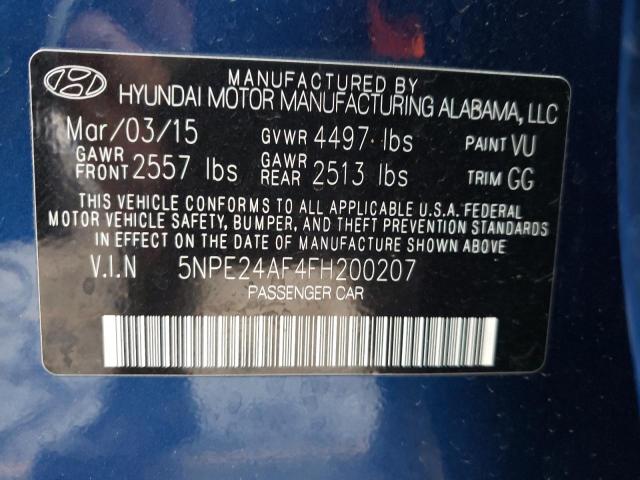 MANUFACTURED BY
HYUNDAI MOTOR MANUFACTURING ALABAMA, LLC
Mar/03/15 GVWR 4497 lbs PAINT VU
GAWR FRONT 2557 lbs GAWR REAR 2513 lbs TRIM GG
THIS VEHICLE CONFORMS TO ALL APPLICABLE U.S.A. FEDERAL
MOTOR VEHICLE SAFETY, BUMPER, AND THEFT PREVENTION STANDARDS
IN EFFECT ON THE DATE OF MANUFACTURE SHOWN ABOVE.
V.I.N 5NPE24AF4FH200207
PASSENGER CAR